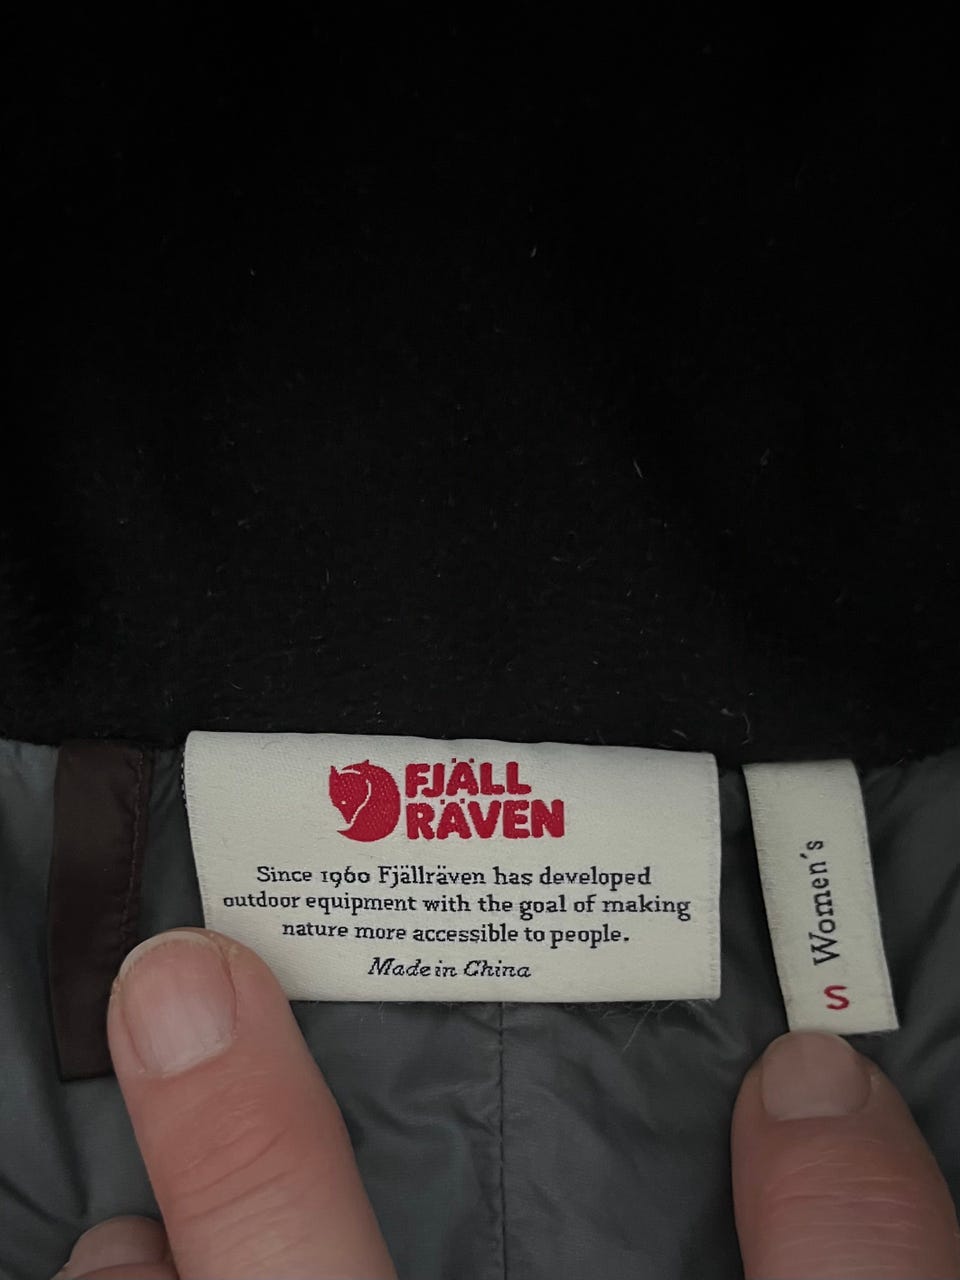 FJÄLL
RÄVEN
Since 1960 Fjällräven has developed
outdoor equipment with the goal of making
nature more accessible to people.
Made in China
Women's
S